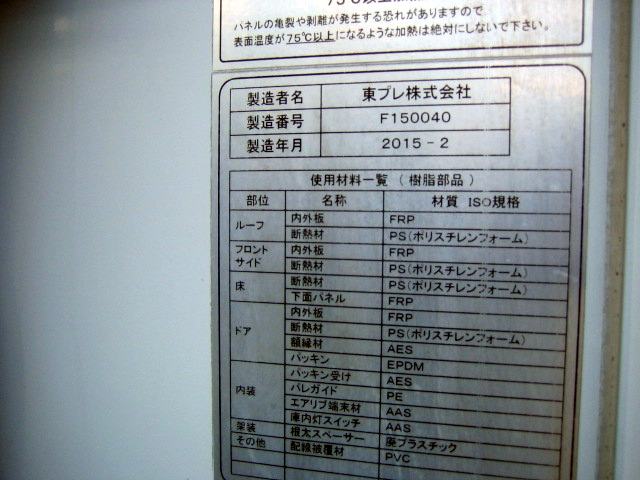 パネルの亀裂や剥離が発生する恐れがありますので
表面温度が75℃以上になるような加熱は絶対にしないで下さい。
製造者名 東プレ株式会社
製造番号 F150040
製造年月 2015-2
使用材料一覧 (樹脂部品)
部位 名称 材質 ISO規格
ルーフ 内外板 FRP
断熱材 PS(ポリスチレンフォーム)
フロント サイド 内外板 FRP
断熱材 PS(ポリスチレンフォーム)
床 断熱材 PS(ポリスチレンフォーム)
下面パネル FRP
ドア 内外板 FRP
断熱材 PS(ポリスチレンフォーム)
額縁材 AES
パッキン EPDM
内装 パッキン受け AES
バレガイド PE
エアリブ端末材 AAS
庫内灯スイッチ AAS
架装 根太スペーサー 廃プラスチック
その他 配線被覆材 PVC